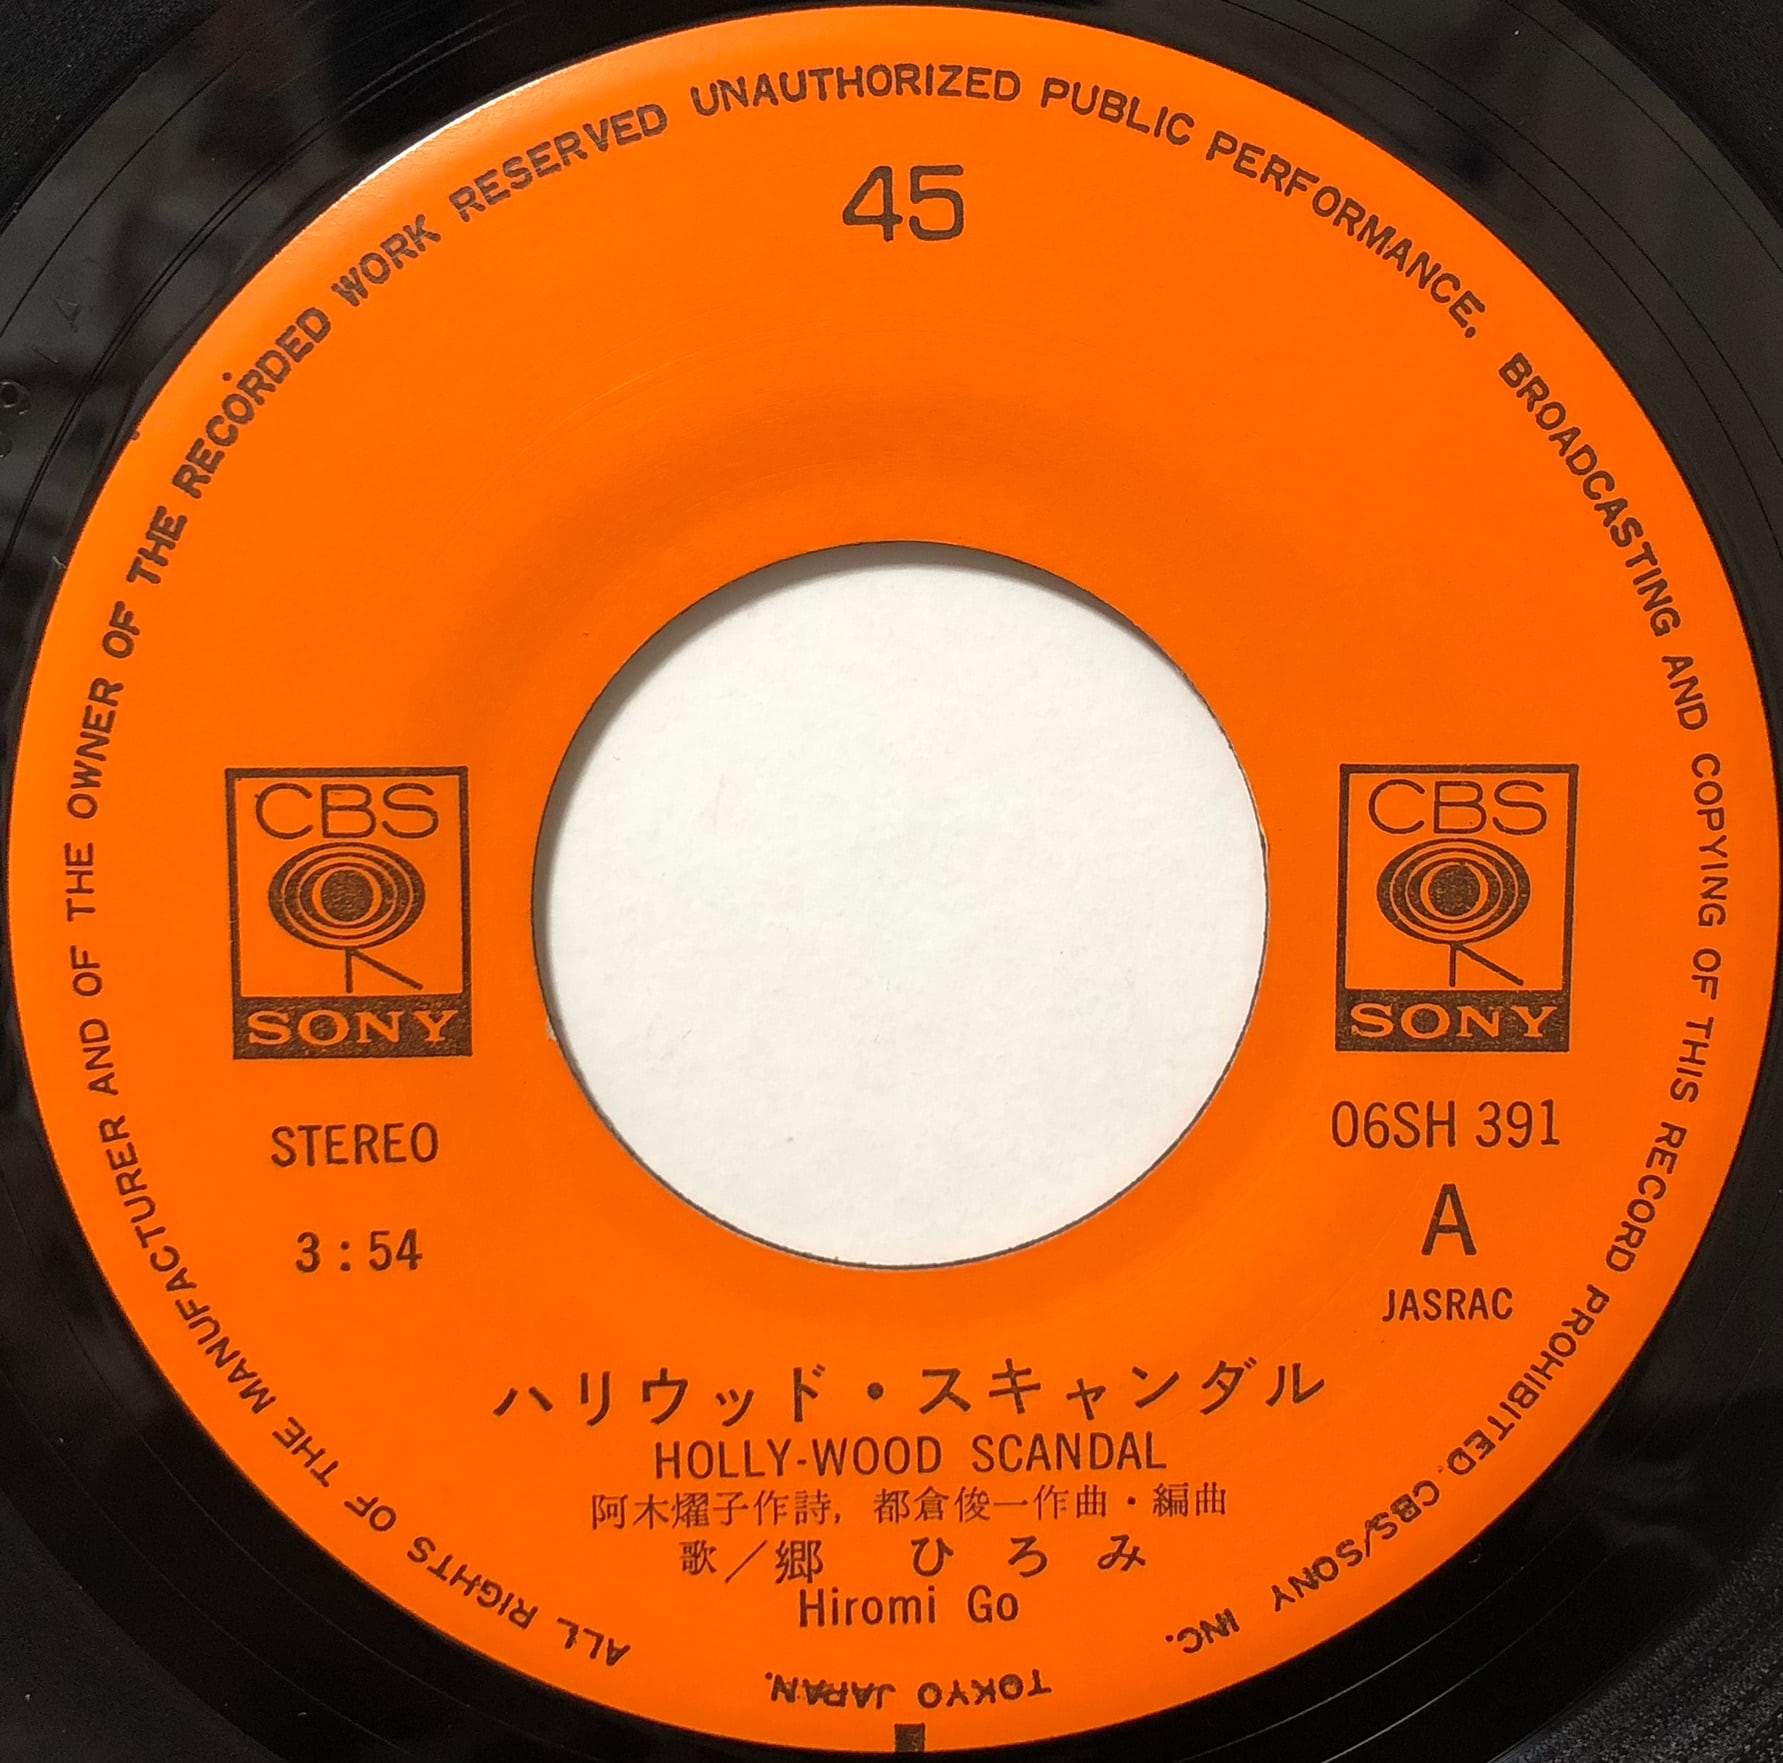 ALL RIGHTS OF THE MANUFACTURER AND OF THE OWNER OF THE RECORDED WORK RESERVED UNAUTHORIZED PUBLIC PERFORMANCE, BROADCASTING AND COPYING OF THIS RECORD PROHIBITED. CBS/SONY INC.
TOKYO JAPAN.
45
CBS
SONY
CBS
SONY
STEREO
3:54
06SH 391
A
JASRAC
ハリウッド・スキャンダル
HOLLY-WOOD SCANDAL
阿木燿子作詩, 都倉俊一作曲・編曲
歌／郷 ひろみ
Hiromi Go